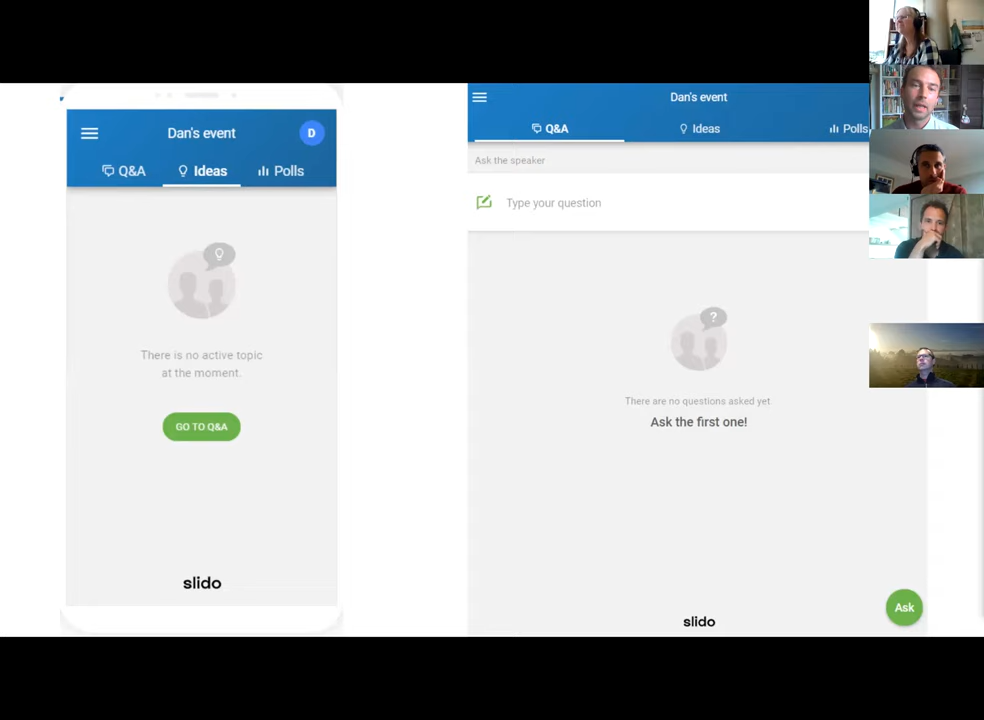 Dan's event
D
Q&A
Ideas
Polls
There is no active topic
at the moment.
GO TO Q&A
slido
Dan's event
Q&A
Ideas
Polls
Ask the speaker
Type your question
?
There are no questions asked yet.
Ask the first one!
Ask
slido